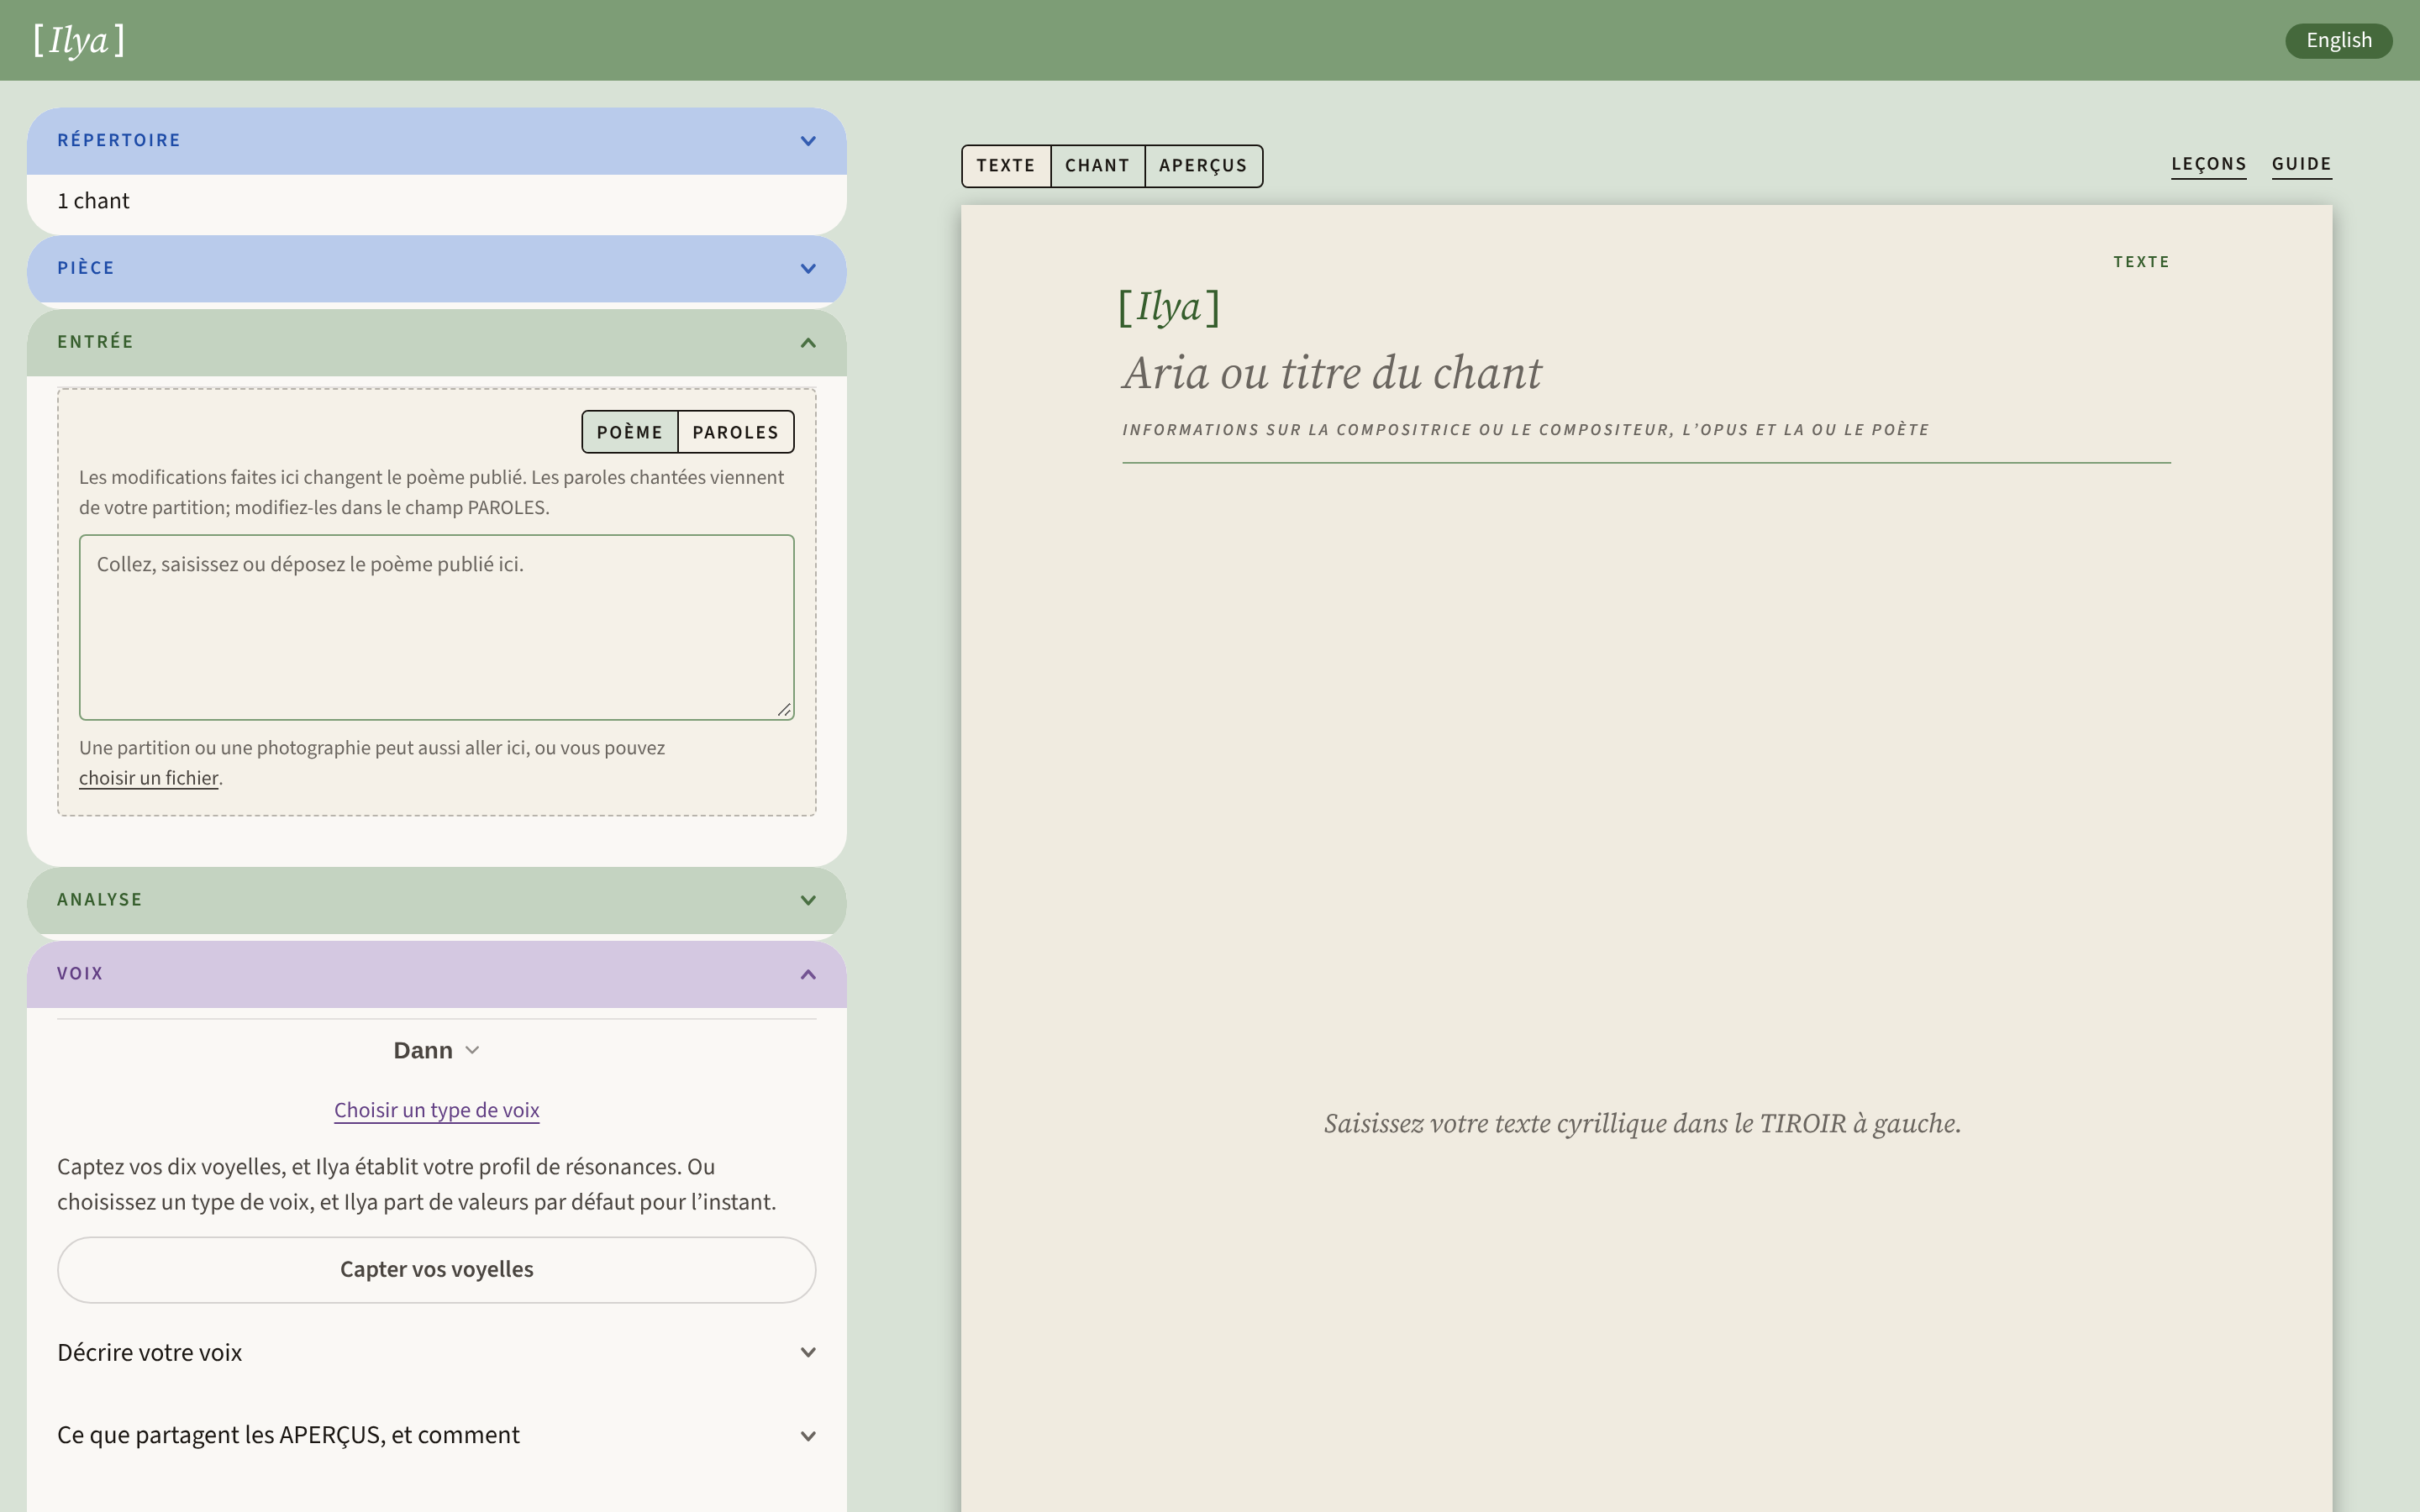 [Ilya]
English
RÉPERTOIRE
1 chant
PIÈCE
ENTRÉE
POÈME PAROLES
Les modifications faites ici changent le poème publié. Les paroles chantées viennent
de votre partition; modifiez-les dans le champ PAROLES.
Collez, saisissez ou déposez le poème publié ici.
Une partition ou une photographie peut aussi aller ici, ou vous pouvez
choisir un fichier.
ANALYSE
VOIX
Dann
Choisir un type de voix
Captez vos dix voyelles, et Ilya établit votre profil de résonances. Ou
choisissez un type de voix, et Ilya part de valeurs par défaut pour l’instant.
Capter vos voyelles
Décrire votre voix
Ce que partagent les APERÇUS, et comment
TEXTE CHANT APERÇUS
LEÇONS GUIDE
TEXTE
[Ilya]
Aria ou titre du chant
INFORMATIONS SUR LA COMPOSITRICE OU LE COMPOSITEUR, L’OPUS ET LA OU LE POÈTE
Saisissez votre texte cyrillique dans le TIROIR à gauche.